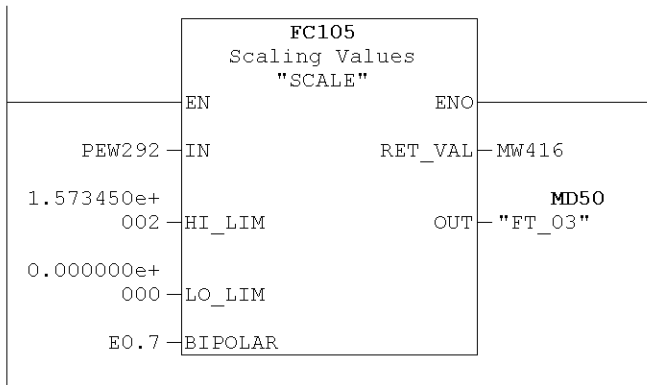 FC105
Scaling Values
"SCALE"
EN ENO
PEW292 IN RET_VAL MW416
1.573450e+ MD50
002 HI_LIM OUT "FT_03"
0.000000e+
000 LO_LIM
E0.7 BIPOLAR